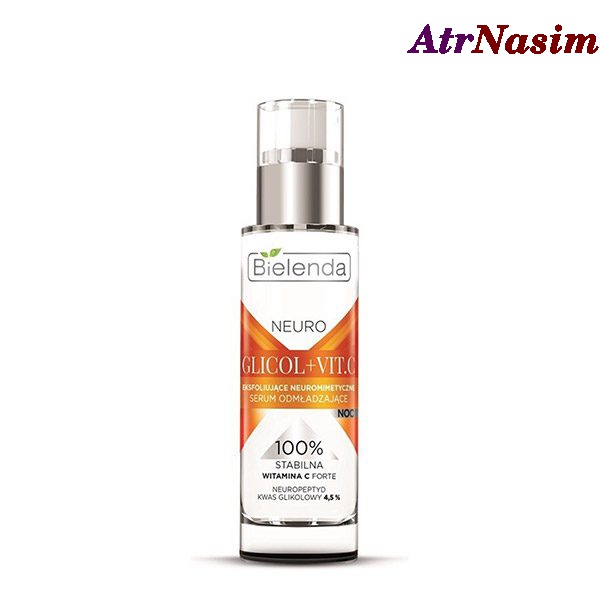 AtrNasim
Bielenda
NEURO
GLICOL+VIT.C
EKSFOLIUJĄCE NEUROMIMETYCZNE
SERUM ODMŁADZAJĄCE
NOC
100%
STABILNA
WITAMINA C FORTE
NEUROPEPTYD
KWAS GLIKOLOWY 4,5 %